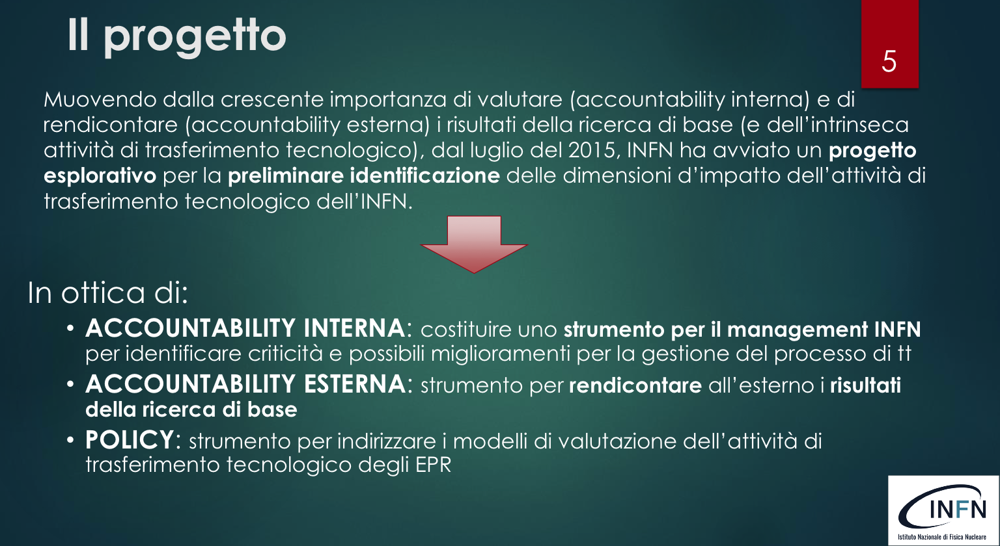 Il progetto
5
Muovendo dalla crescente importanza di valutare (accountability interna) e di
rendicontare (accountability esterna) i risultati della ricerca di base (e dell’intrinseca
attività di trasferimento tecnologico), dal luglio del 2015, INFN ha avviato un progetto
esplorativo per la preliminare identificazione delle dimensioni d’impatto dell’attività di
trasferimento tecnologico dell’INFN.
In ottica di:
• ACCOUNTABILITY INTERNA: costituire uno strumento per il management INFN
per identificare criticità e possibili miglioramenti per la gestione del processo di tt
• ACCOUNTABILITY ESTERNA: strumento per rendicontare all’esterno i risultati
della ricerca di base
• POLICY: strumento per indirizzare i modelli di valutazione dell’attività di
trasferimento tecnologico degli EPR
INFN
Istituto Nazionale di Fisica Nucleare